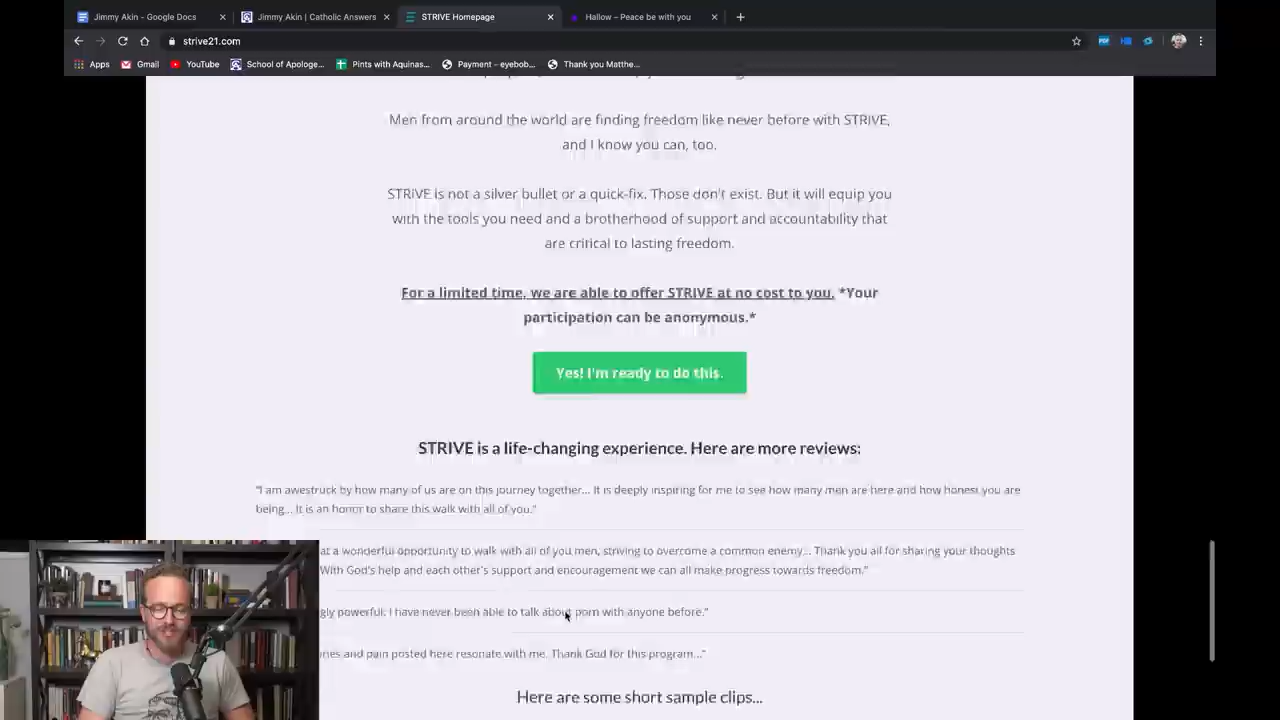 Jimmy Akin - Google Docs
Jimmy Akin | Catholic Answers
STRIVE Homepage
Hallow – Peace be with you
strive21.com
Apps
Gmail
YouTube
School of Apologe...
Pints with Aquinas...
Payment – eyebob...
Thank you Matthe...
Men from around the world are finding freedom like never before with STRIVE,
and I know you can, too.
STRIVE is not a silver bullet or a quick-fix. Those don't exist. But it will equip you
with the tools you need and a brotherhood of support and accountability that
are critical to lasting freedom.
For a limited time, we are able to offer STRIVE at no cost to you. *Your
participation can be anonymous.*
Yes! I'm ready to do this.
STRIVE is a life-changing experience. Here are more reviews:
"I am awestruck by how many of us are on this journey together... It is deeply inspiring for me to see how many men are here and how honest you are
being... It is an honor to share this walk with all of you."
at a wonderful opportunity to walk with all of you men, striving to overcome a common enemy... Thank you all for sharing your thoughts
With God's help and each other's support and encouragement we can all make progress towards freedom."
gly powerful. I have never been able to talk about porn with anyone before."
and pain posted here resonate with me. Thank God for this program..."
Here are some short sample clips...